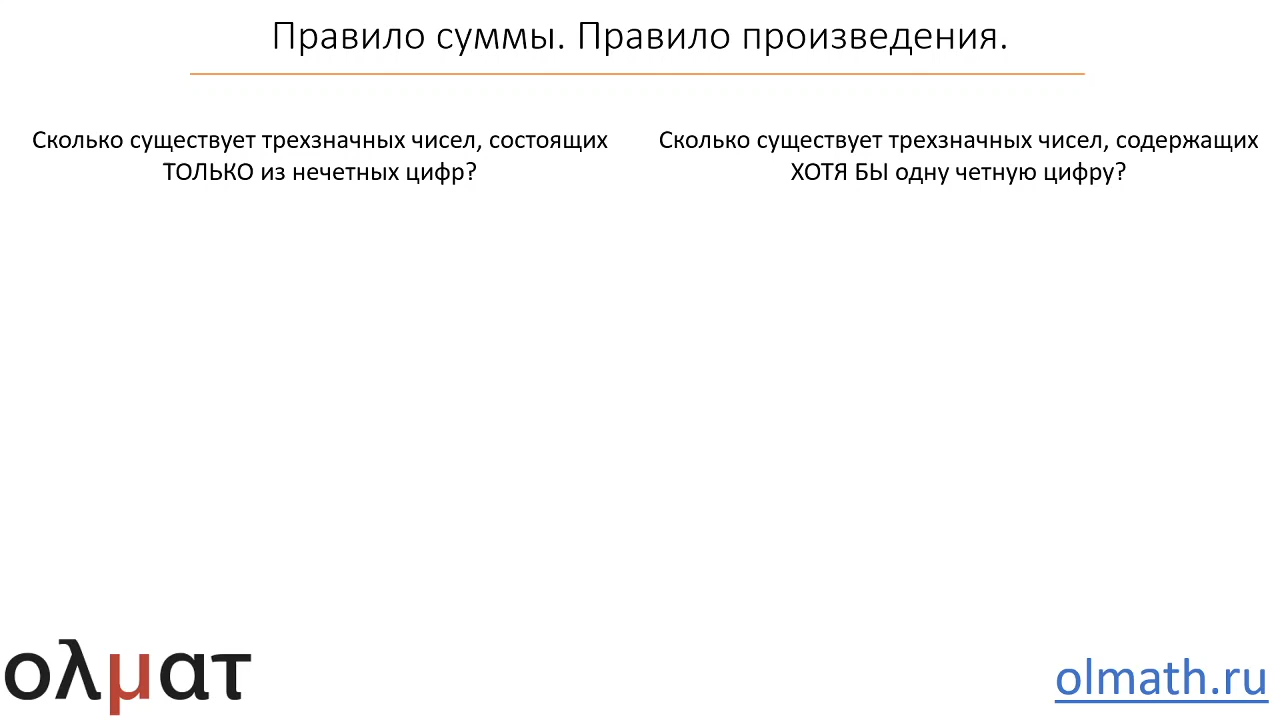 Правило суммы. Правило произведения.
Сколько существует трехзначных чисел, состоящих
ТОЛЬКО из нечетных цифр?
Сколько существует трехзначных чисел, содержащих
ХОТЯ БЫ одну четную цифру?
ολματ
olmath.ru